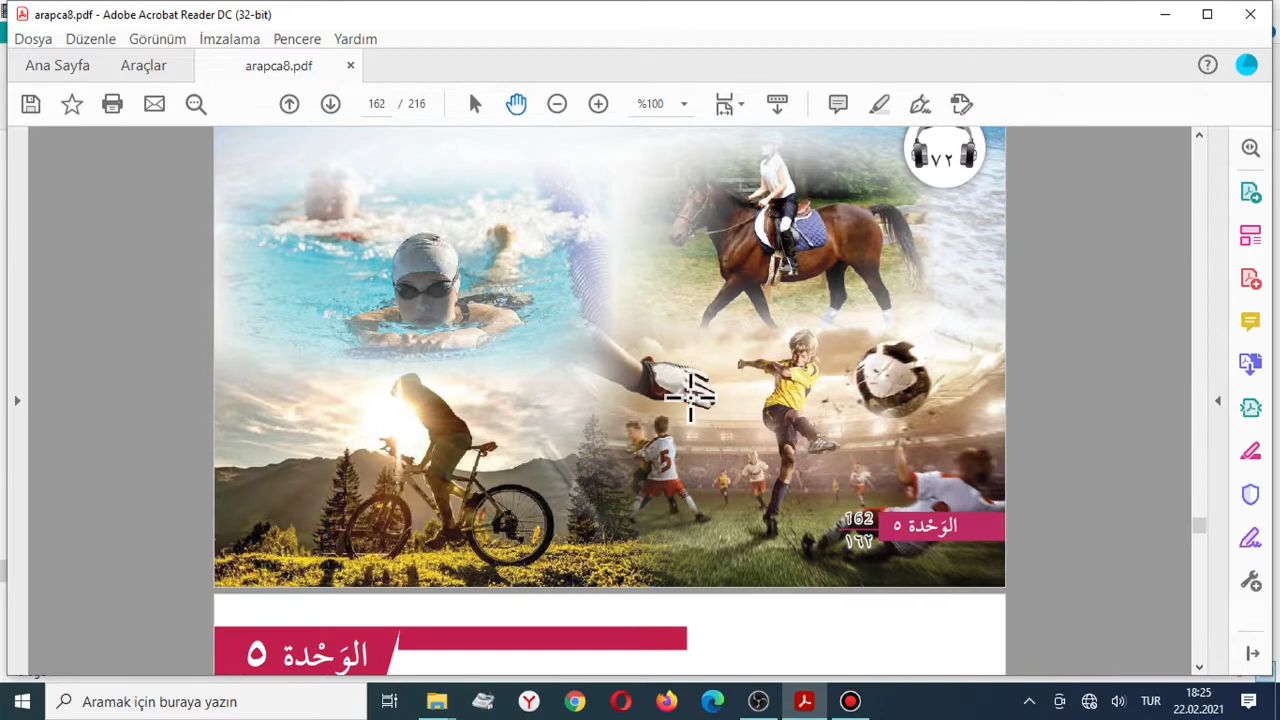 arapca8.pdf - Adobe Acrobat Reader DC (32-bit)
Dosya Düzenle Görünüm İmzalama Pencere Yardım
Ana Sayfa Araçlar arapca8.pdf
162 / 216 %100
٧٢
5
162
١٦٢
الوَحْدة ٥
الوَحْدة ٥
Aramak için buraya yazın
TUR
18:25
22.02.2021